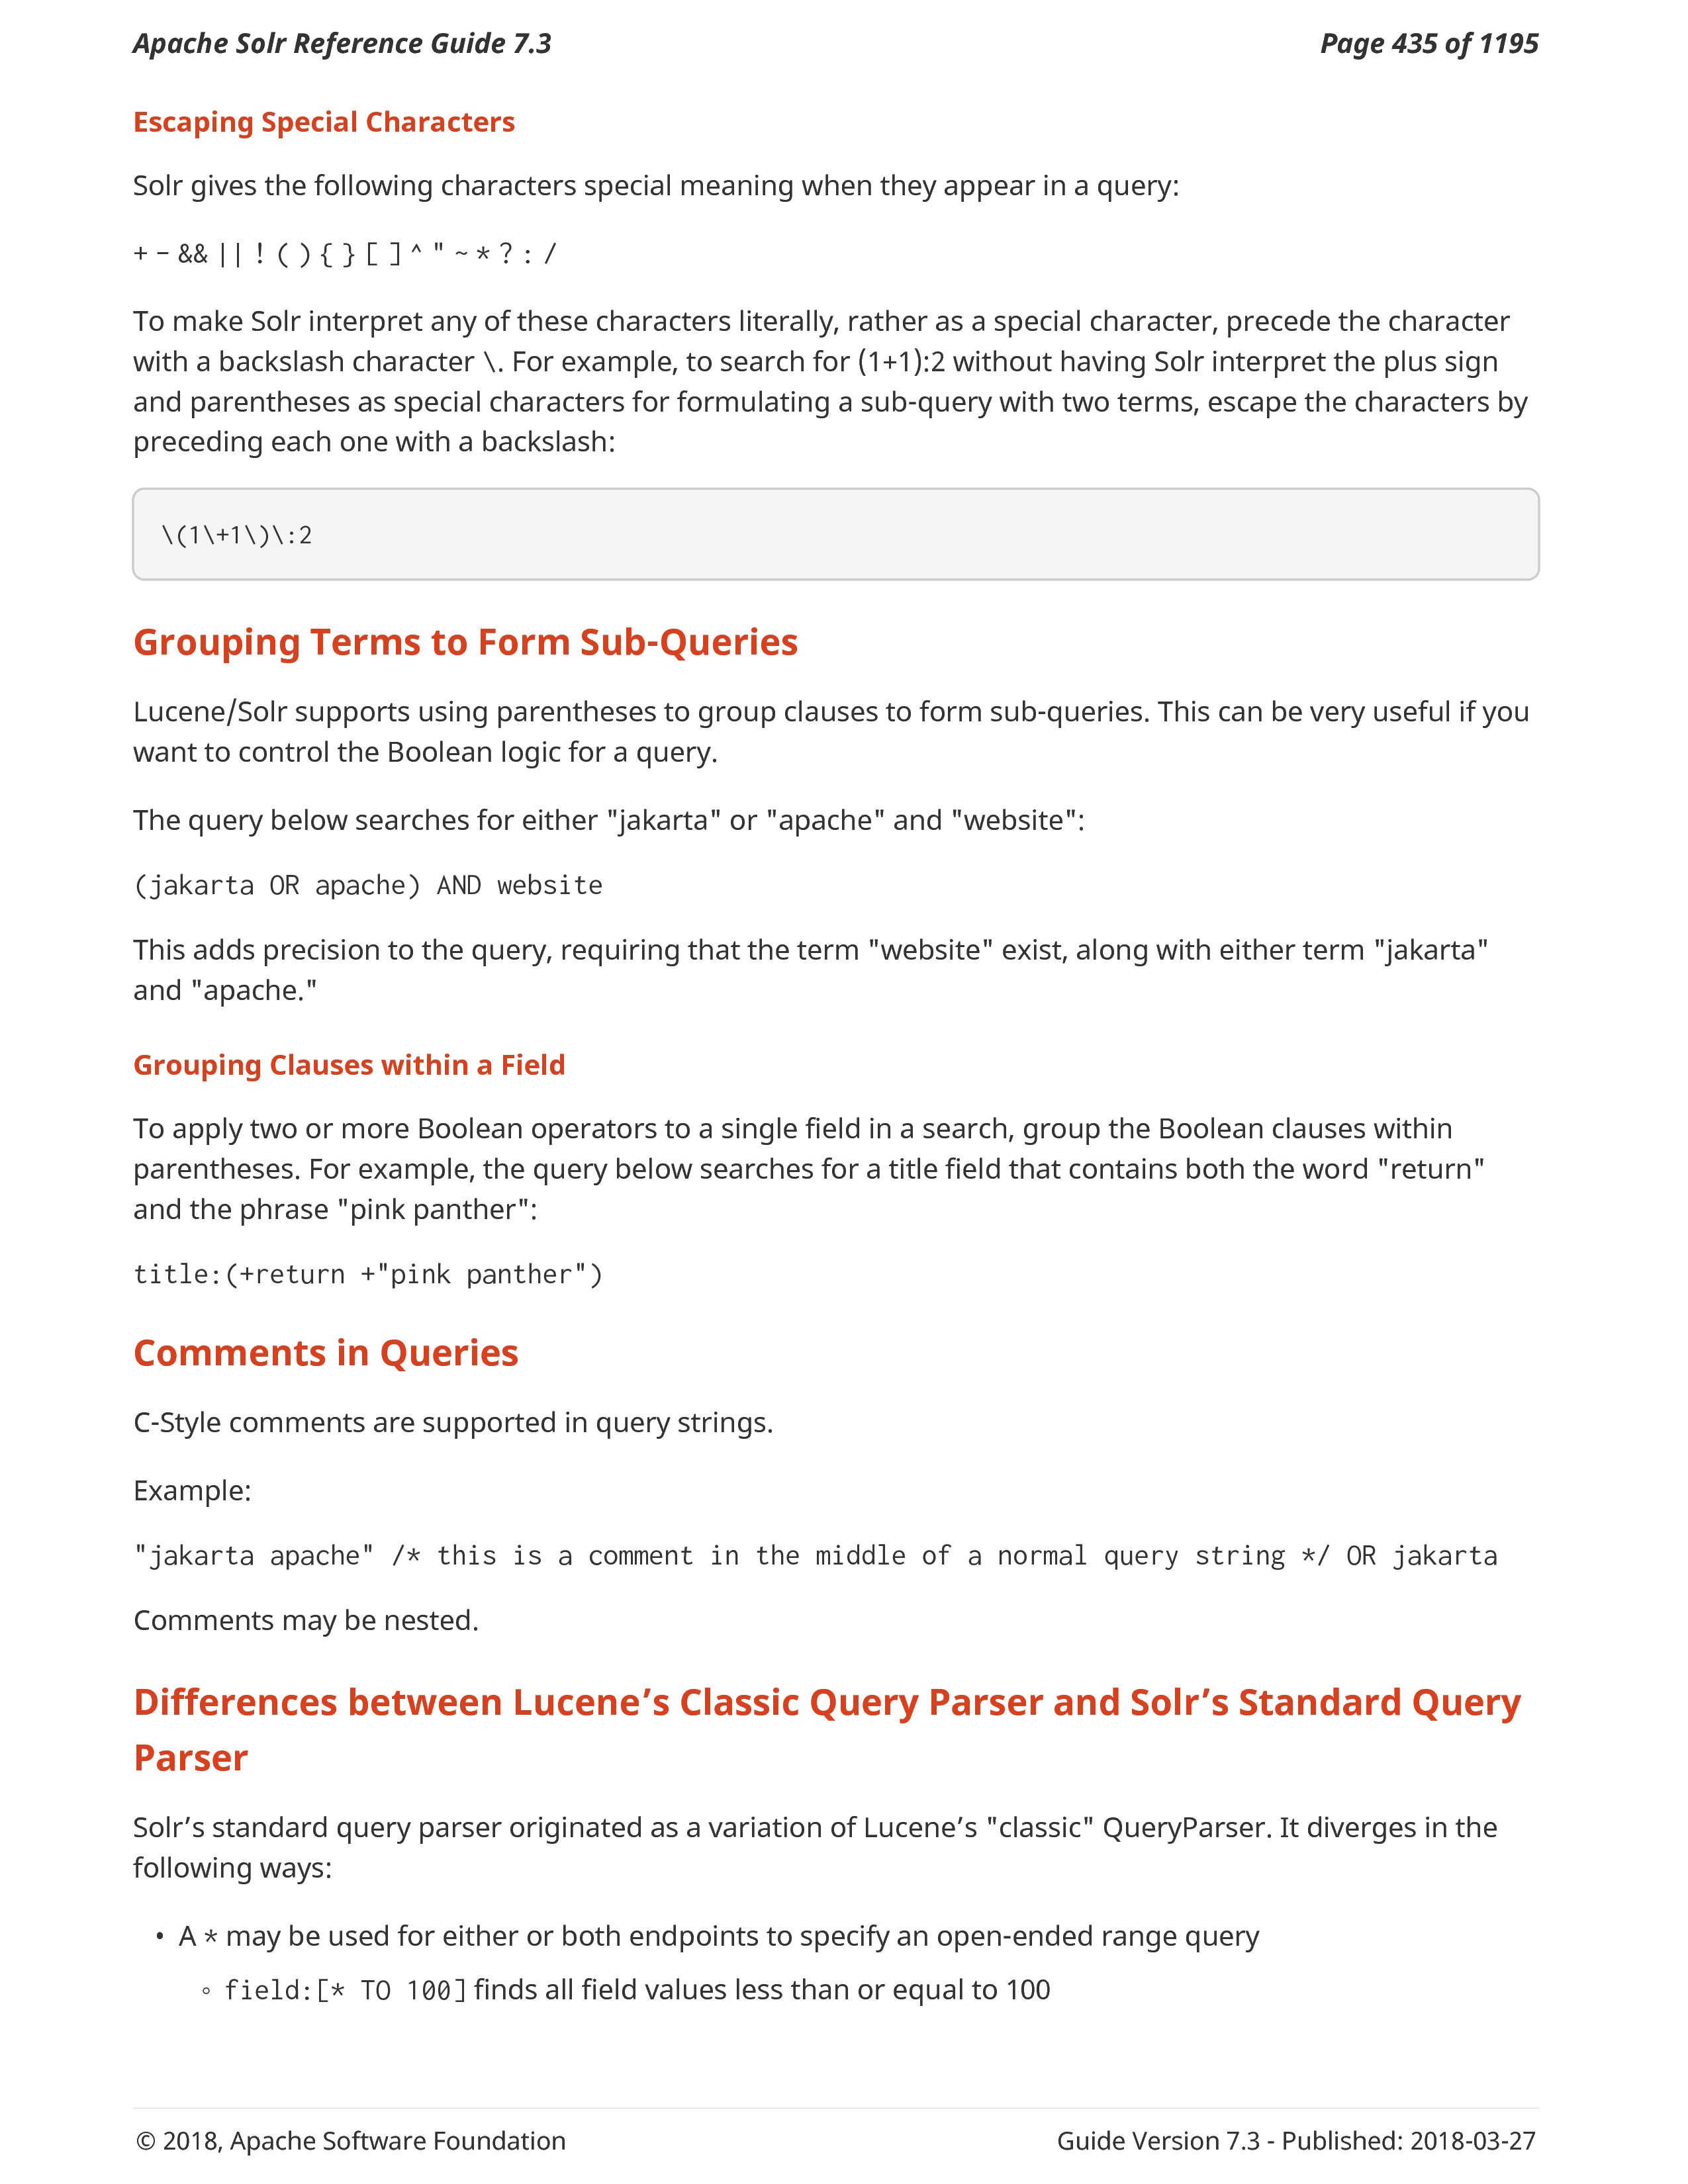 Apache Solr Reference Guide 7.3 Page 435 of 1195
Escaping Special Characters
Solr gives the following characters special meaning when they appear in a query:
+ - && || ! ( ) { } [ ] ^ " ~ * ? : /
To make Solr interpret any of these characters literally, rather as a special character, precede the character
with a backslash character \. For example, to search for (1+1):2 without having Solr interpret the plus sign
and parentheses as special characters for formulating a sub-query with two terms, escape the characters by
preceding each one with a backslash:
\(1\+1\)\:2
Grouping Terms to Form Sub-Queries
Lucene/Solr supports using parentheses to group clauses to form sub-queries. This can be very useful if you
want to control the Boolean logic for a query.
The query below searches for either "jakarta" or "apache" and "website":
(jakarta OR apache) AND website
This adds precision to the query, requiring that the term "website" exist, along with either term "jakarta"
and "apache."
Grouping Clauses within a Field
To apply two or more Boolean operators to a single field in a search, group the Boolean clauses within
parentheses. For example, the query below searches for a title field that contains both the word "return"
and the phrase "pink panther":
title:(+return +"pink panther")
Comments in Queries
C-Style comments are supported in query strings.
Example:
"jakarta apache" /* this is a comment in the middle of a normal query string */ OR jakarta
Comments may be nested.
Differences between Lucene’s Classic Query Parser and Solr’s Standard Query
Parser
Solr’s standard query parser originated as a variation of Lucene’s "classic" QueryParser. It diverges in the
following ways:
• A * may be used for either or both endpoints to specify an open-ended range query
◦ field:[* TO 100] finds all field values less than or equal to 100
© 2018, Apache Software Foundation Guide Version 7.3 - Published: 2018-03-27